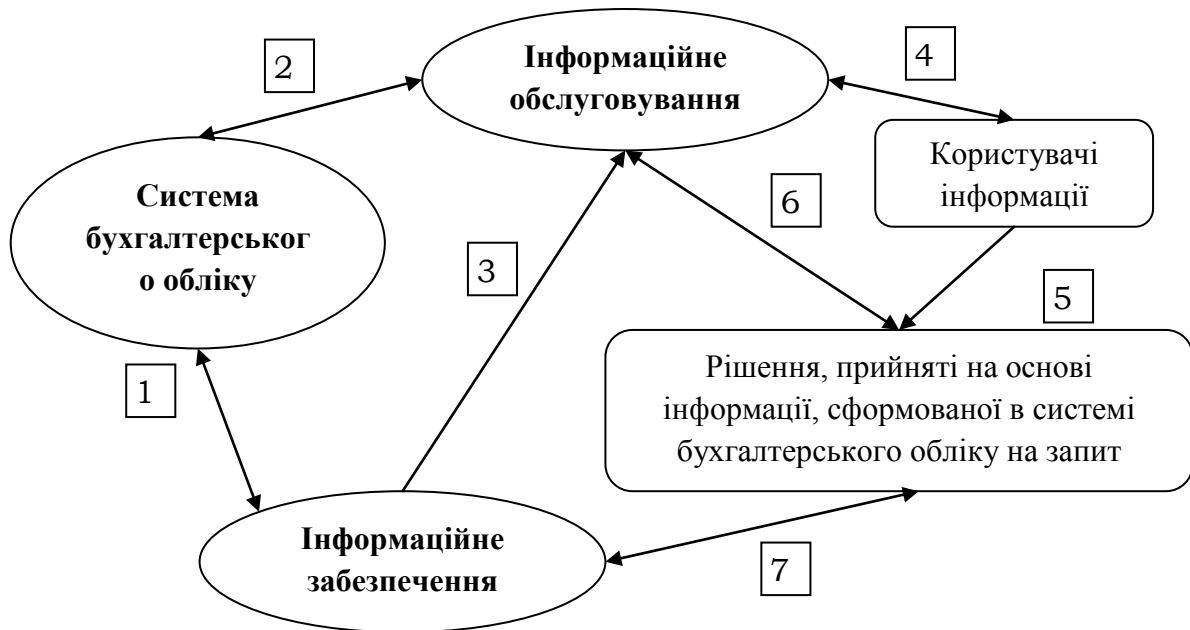 2
Інформаційне
обслуговування
4
Користувачі
інформації
Система
бухгалтерськог
о обліку
6
3
5
1
Рішення, прийняті на основі
інформації, сформованої в системі
бухгалтерського обліку на запит
Інформаційне
забезпечення
7